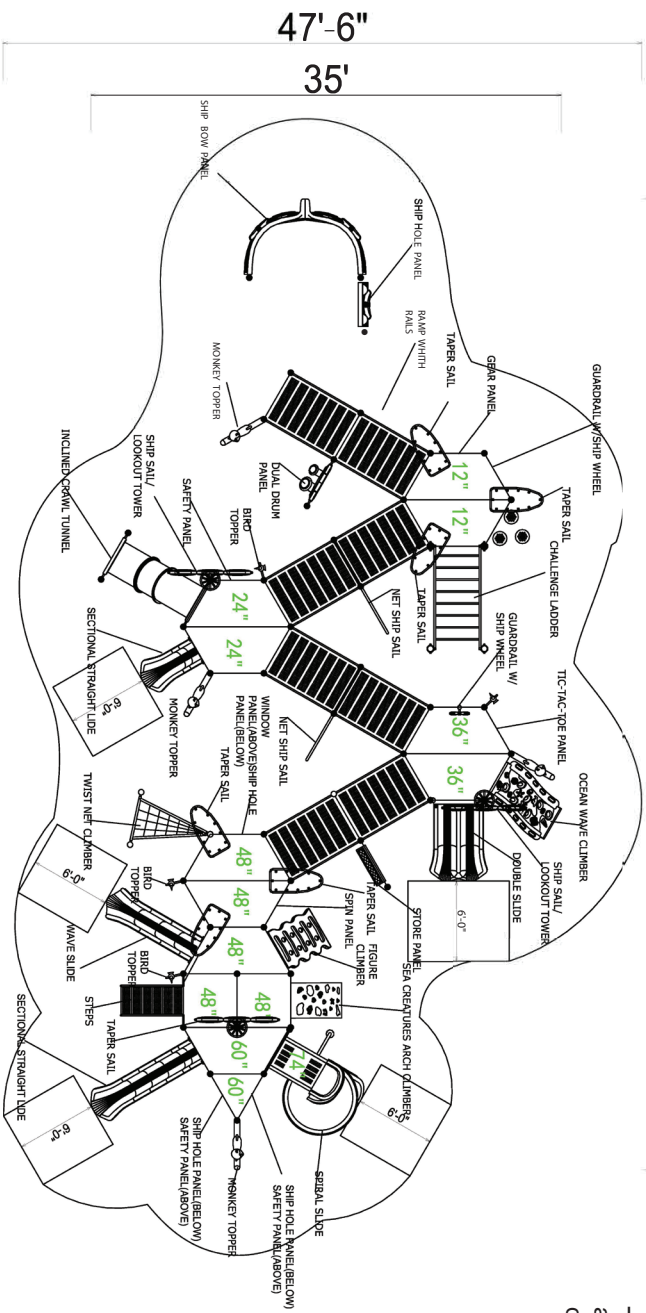 47'-6"
35'
SHIP BOW PANEL
SHIP HOLE PANEL
RAMP WHITH
RAILS
TAPER SAIL
GEAR PANEL
GUARDRAIL W/SHIP WHEEL
MONKEY TOPPER
12"
12"
TAPER SAIL
DUAL DRUM
PANEL
SHIP SAIL/
LOOKOUT TOWER
INCLINED CRAWL TUNNEL
SAFETY PANEL
BIRD
TOPPER
CHALLENGE LADDER
TAPER SAIL
NET SHIP SAIL
24"
24"
GUARDRAIL W/
SHIP WHEEL
SECTIONAL STRAIGHT LIDE
6'-0"
MONKEY TOPPER
TIC-TAC-TOE PANEL
36"
36"
WINDOW
PANEL(ABOVE)SHIP HOLE
PANEL(BELOW)
NET SHIP SAIL
OCEAN WAVE CLIMBER
TWIST NET CLIMBER
TAPER SAIL
SHIP SAIL/
LOOKOUT TOWER
DOUBLE SLIDE
48"
48"
6'-0"
BIRD
TOPPER
6'-0"
TAPER SAIL
SPIN PANEL
STORE PANEL
WAVE SLIDE
48"
FIGURE
CLIMBER
BIRD
TOPPER
SEA CREATURES ARCH CLIMBER
48"
48"
STEPS
TAPER SAIL
SECTIONAL STRAIGHT LIDE
60"
74"
60"
6'-0"
6'-0"
SHIP HOLE PANEL(BELOW)
SAFETY PANEL(ABOVE)
MONKEY TOPPER
SHIP HOLE PANEL(BELOW)
SAFETY PANEL(ABOVE)
SPIRAL SLIDE